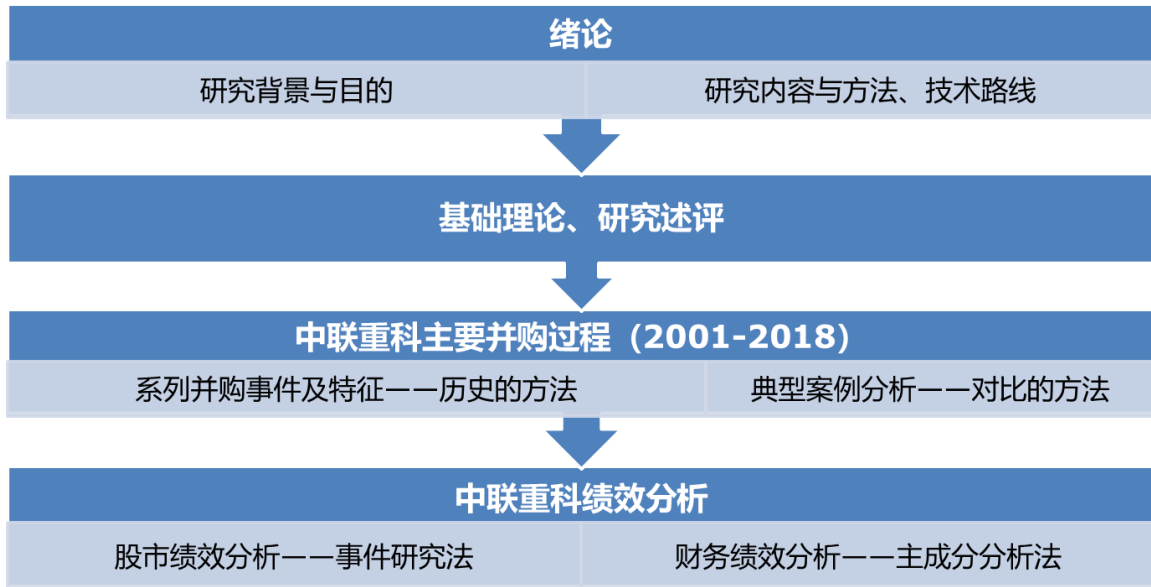 绪论
研究背景与目的
研究内容与方法、技术路线
基础理论、研究述评
中联重科主要并购过程（2001-2018）
系列并购事件及特征——历史的方法
典型案例分析——对比的方法
中联重科绩效分析
股市绩效分析——事件研究法
财务绩效分析——主成分分析法